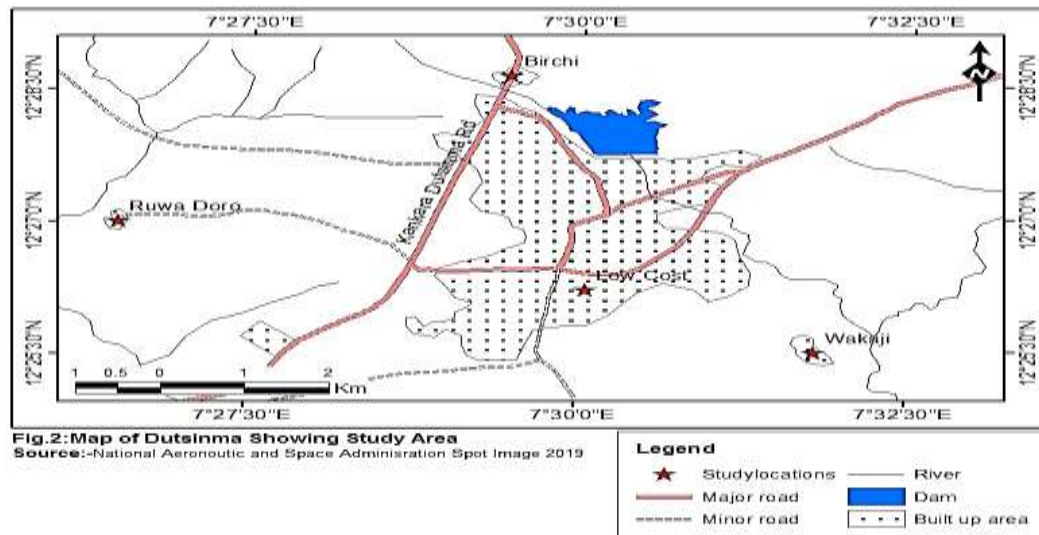 7°27'30"E 7°30'0"E 7°32'30"E
Birchi
12°28'30"N 12°28'30"N
N
Kankara Dutsinma Rd
Ruwa Doro
12°27'0"N 12°27'0"N
Low Cost
Wakaji
12°25'30"N 12°25'30"N
1 0.5 0 1 2
Km
7°27'30"E 7°30'0"E 7°32'30"E
Fig.2:Map of Dutsinma Showing Study Area
Source:-National Aeronoutic and Space Adminisration Spot Image 2019
Legend
Studylocations River
Major road Dam
Minor road Built up area